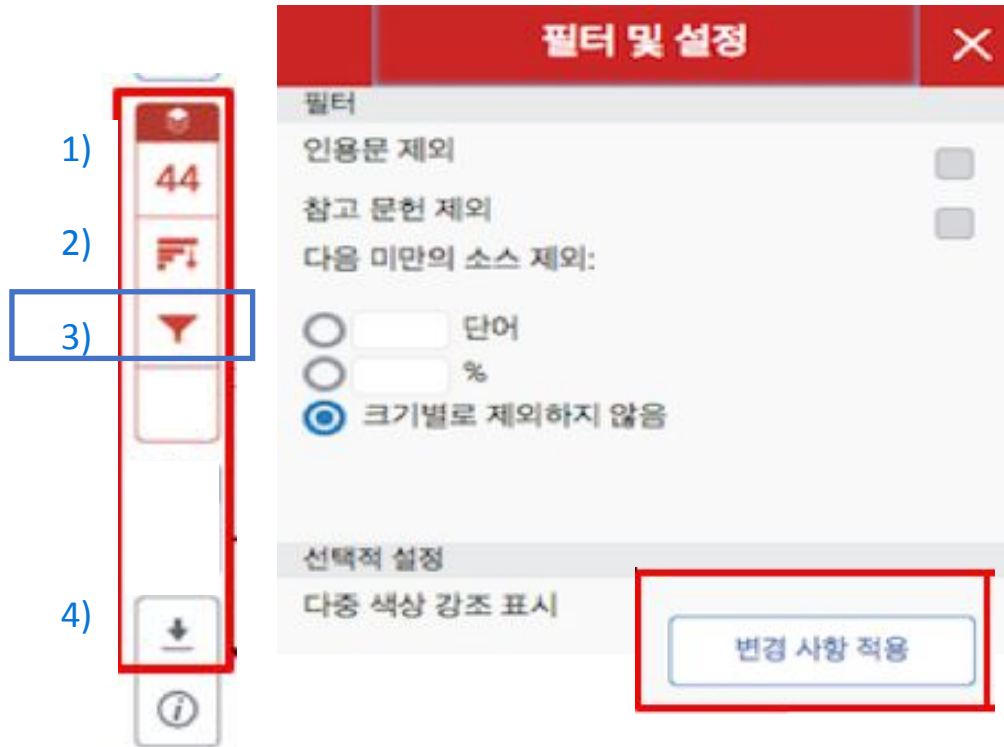 필터 및 설정
필터
1)
인용문 제외
44
참고 문헌 제외
2)
다음 미만의 소스 제외:
3)
단어
%
크기별로 제외하지 않음
선택적 설정
4)
다중 색상 강조 표시
변경 사항 적용
i